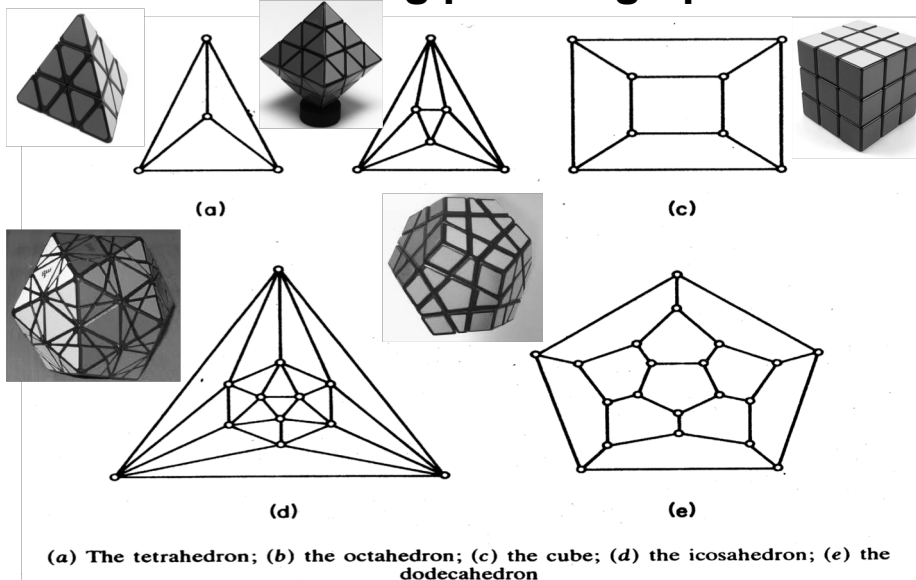 (a)
(c)
(d)
(e)
(a) The tetrahedron; (b) the octahedron; (c) the cube; (d) the icosahedron; (e) the
dodecahedron